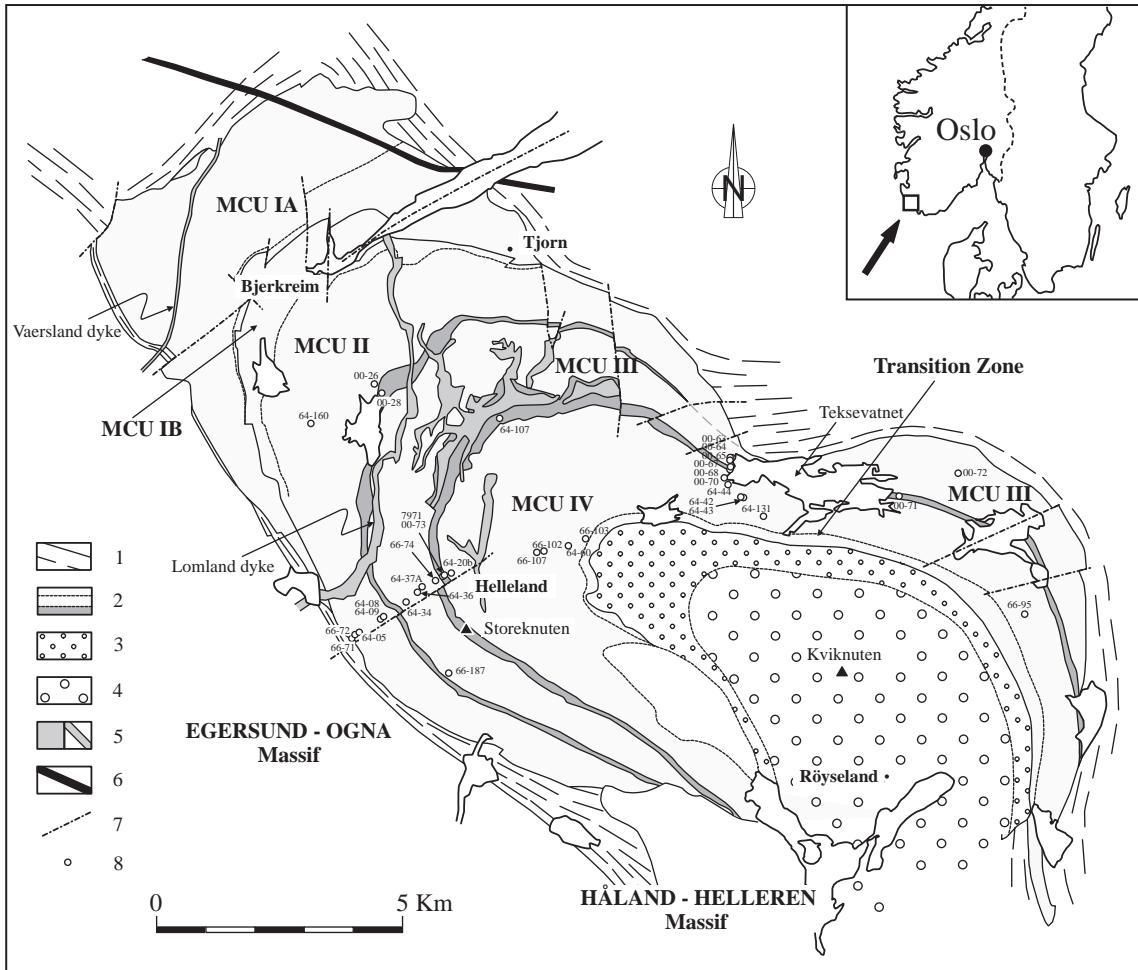 Oslo
N
MCU IA
Tjorn
Bjerkreim
Vaersland dyke
MCU II
MCU III
Transition Zone
00-26
00-28
Teksevatnet
MCU IB
64-160
64-107
00-63
00-64
00-65
00-67
00-68
00-70
64-44
64-42
64-43
64-131
00-72
00-71
MCU III
MCU IV
7971
00-73
66-74
66-103
66-102
64-60
66-107
1
2
3
4
5
6
7
8
Lomland dyke
64-20b
64-37A
Helleland
64-36
64-08
64-09
64-34
66-95
66-72
64-05
66-71
Storeknuten
66-187
Kviknuten
EGERSUND - OGNA
Massif
Röyseland
HÅLAND - HELLEREN
Massif
0
5 Km